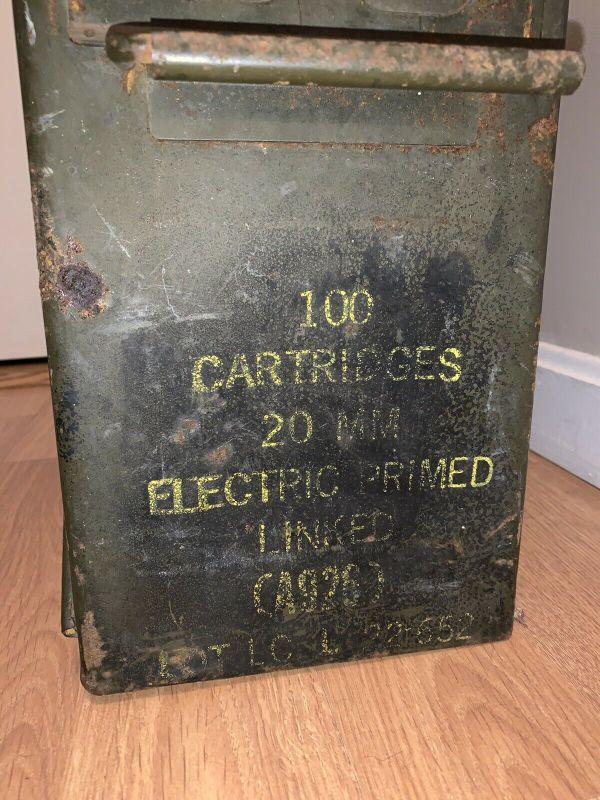 100
CARTRIDGES
20 MM
ELECTRIC PRIMED
LINKED
(A926)
LOT LC L